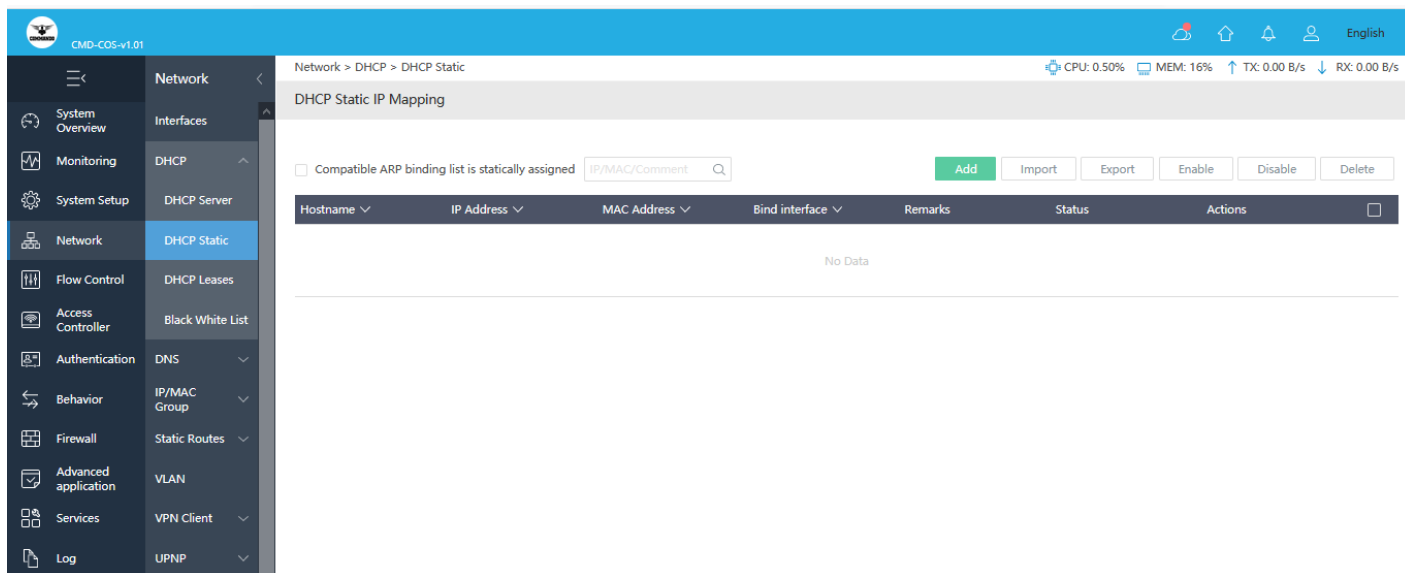 COMMANDO
CMD-COS-v1.01
English
Network
Network > DHCP > DHCP Static
CPU: 0.50%
MEM: 16%
TX: 0.00 B/s
RX: 0.00 B/s
DHCP Static IP Mapping
System
Overview
Monitoring
System Setup
Network
Flow Control
Access
Controller
Authentication
Behavior
Firewall
Advanced
application
Services
Log
Interfaces
DHCP
DHCP Server
DHCP Static
DHCP Leases
Black White List
DNS
IP/MAC
Group
Static Routes
VLAN
VPN Client
UPNP
Compatible ARP binding list is statically assigned
IP/MAC/Comment
Add
Import
Export
Enable
Disable
Delete
Hostname
IP Address
MAC Address
Bind interface
Remarks
Status
Actions
No Data